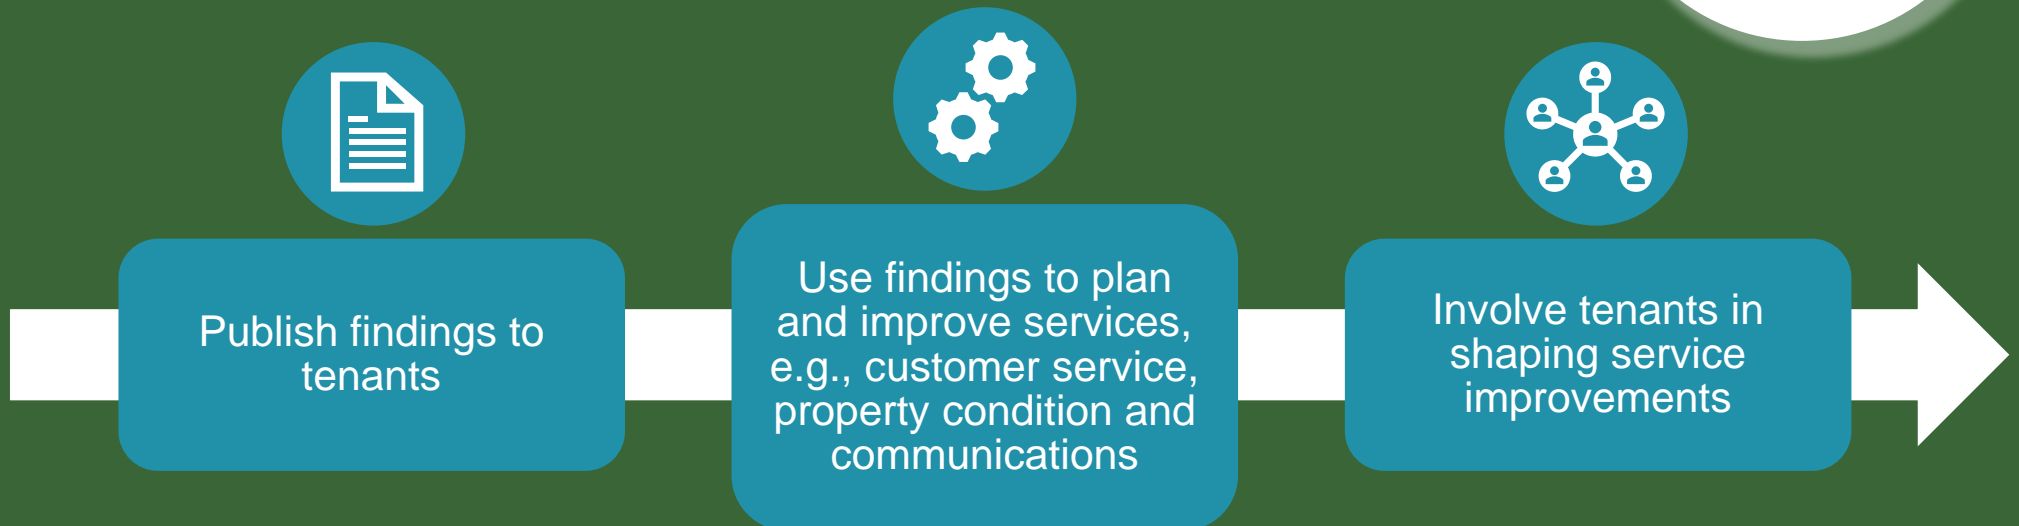 Publish findings to
tenants
Use findings to plan
and improve services,
e.g., customer service,
property condition and
communications
Involve tenants in
shaping service
improvements